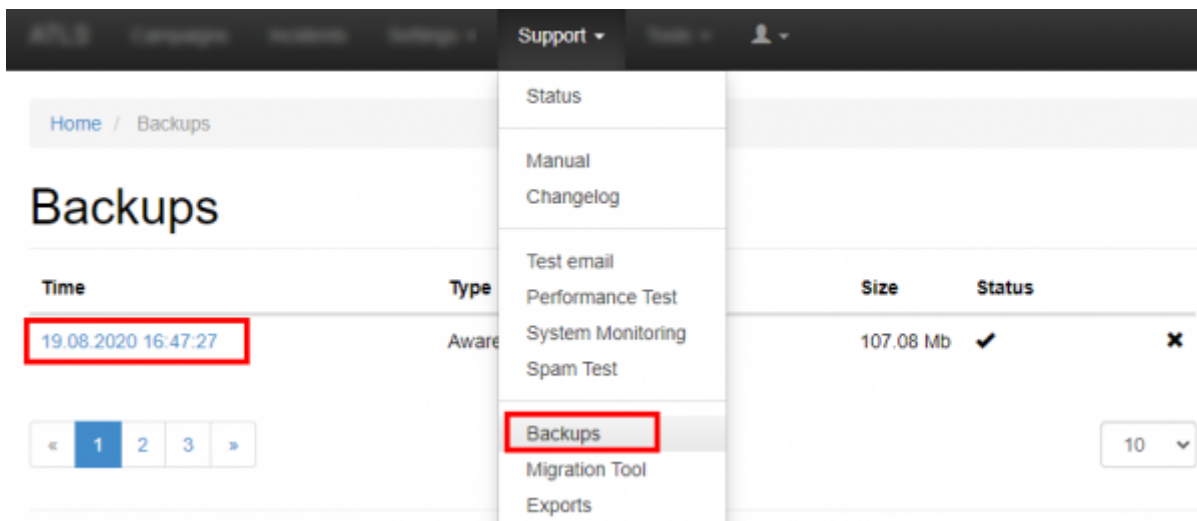 Support
Home / Backups
Backups
Time Type Size Status
19.08.2020 16:47:27 Aware 107.08 Mb
« 1 2 3 »
10
Status
Manual
Changelog
Test email
Performance Test
System Monitoring
Spam Test
Backups
Migration Tool
Exports